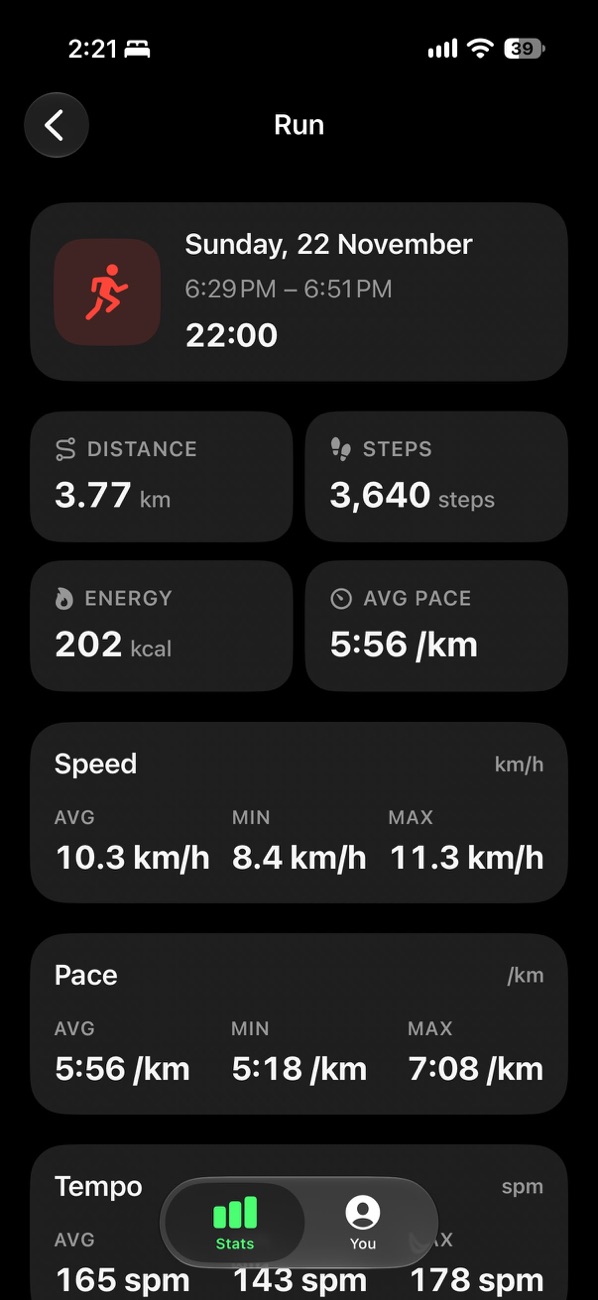 2:21
39
Run
Sunday, 22 November
6:29 PM – 6:51 PM
22:00
DISTANCE
3.77 km
STEPS
3,640 steps
ENERGY
202 kcal
AVG PACE
5:56 /km
Speed km/h
AVG MIN MAX
10.3 km/h 8.4 km/h 11.3 km/h
Pace /km
AVG MIN MAX
5:56 /km 5:18 /km 7:08 /km
Tempo spm
AVG
165 spm 143 spm 178 spm
Stats You